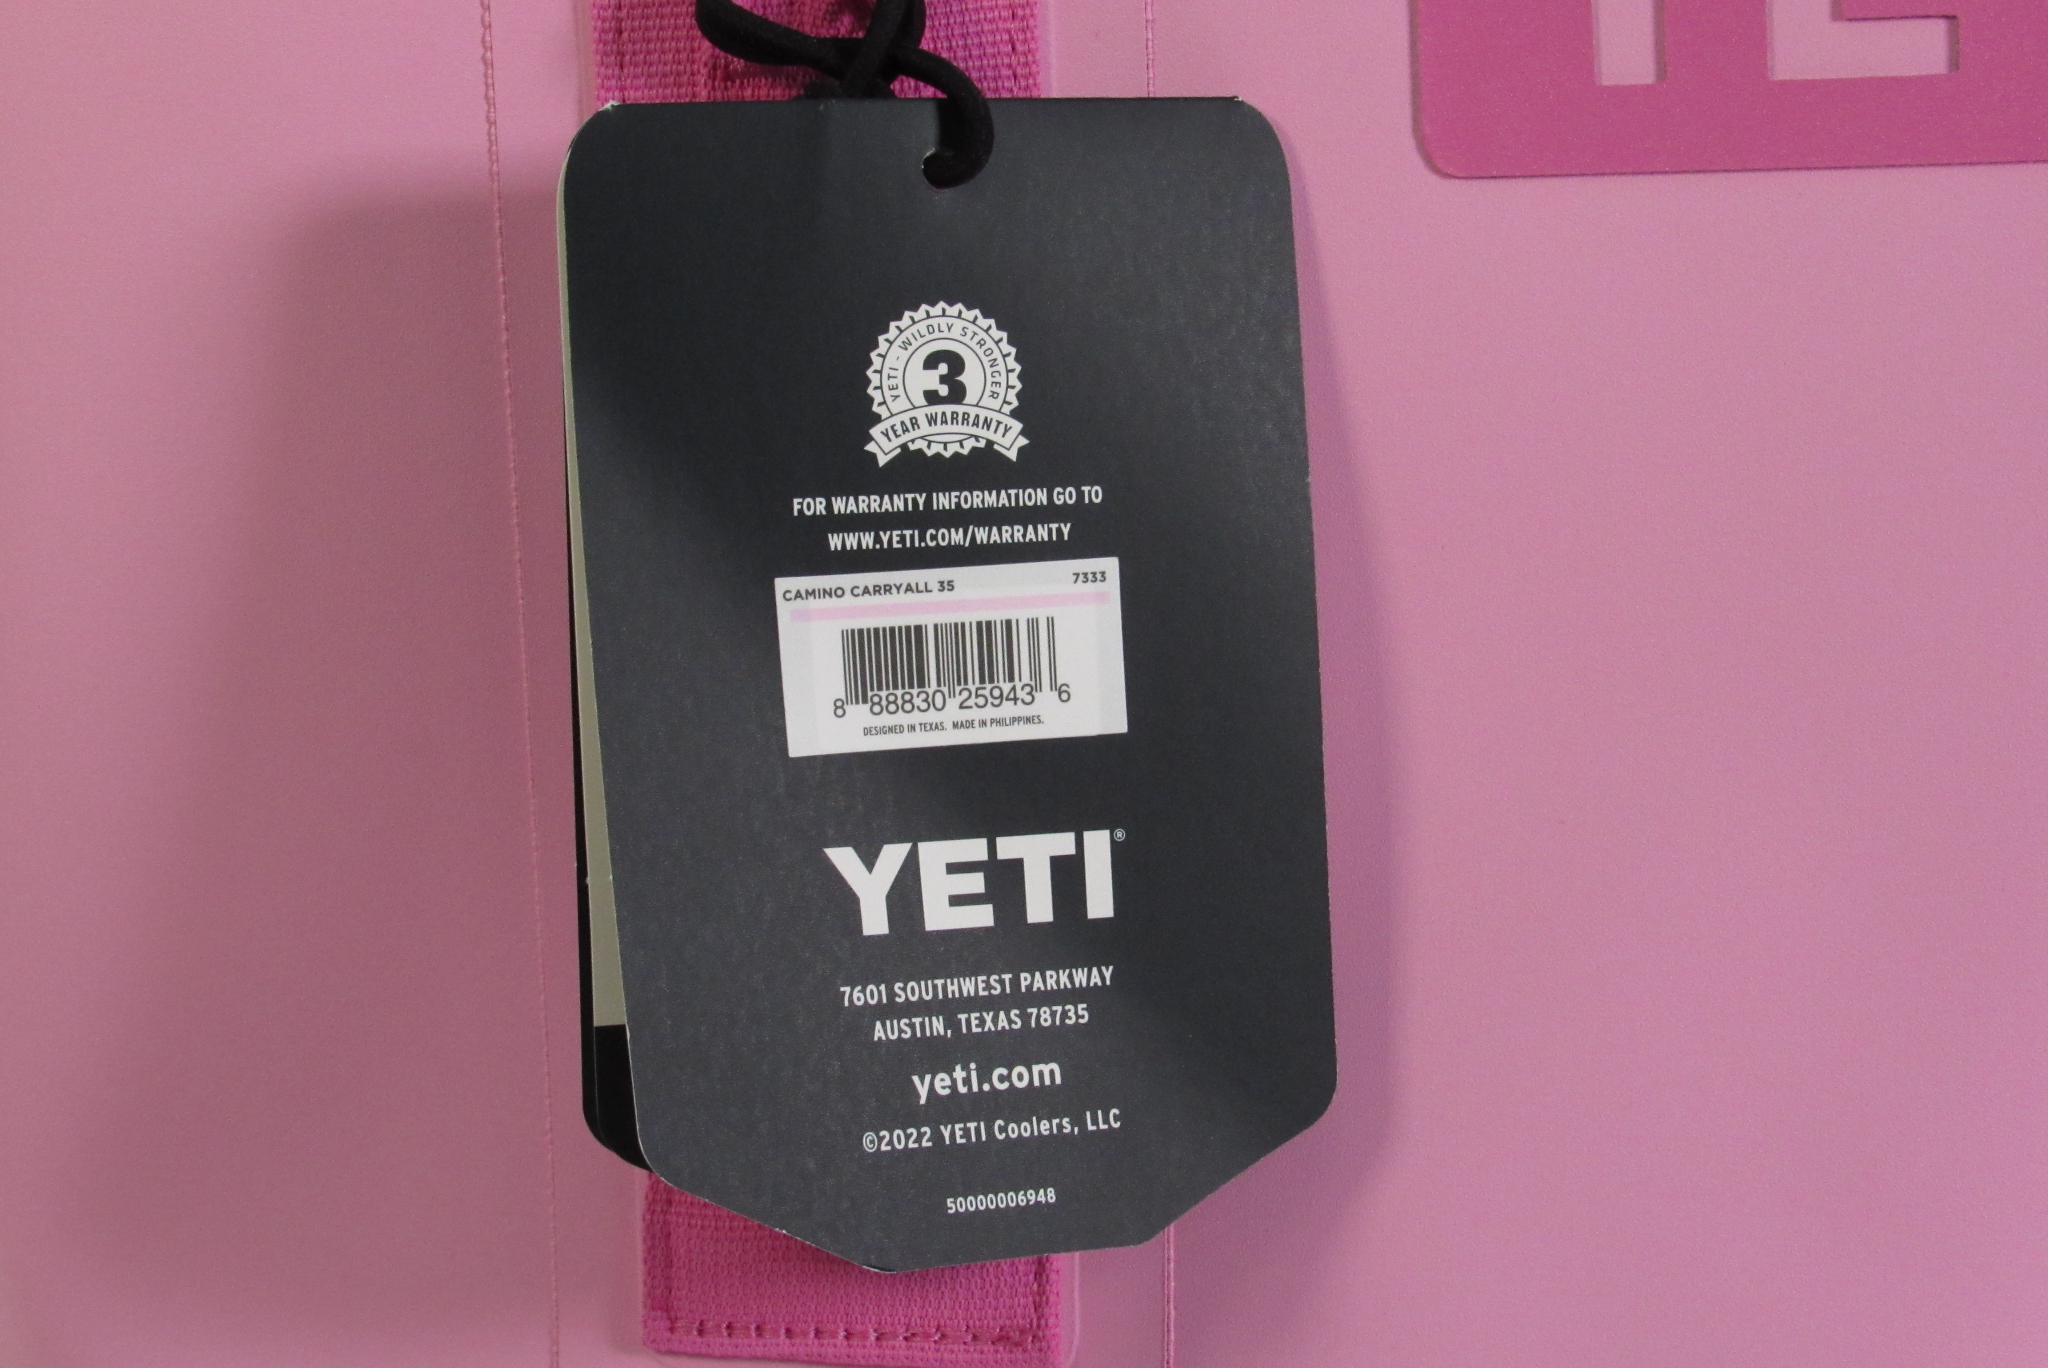 YETI - WILDLY STRONGER
3
YEAR WARRANTY
FOR WARRANTY INFORMATION GO TO
WWW.YETI.COM/WARRANTY
CAMINO CARRYALL 35 7333
8 88830 25943 6
DESIGNED IN TEXAS. MADE IN PHILIPPINES.
YETI®
7601 SOUTHWEST PARKWAY
AUSTIN, TEXAS 78735
yeti.com
©2022 YETI Coolers, LLC
50000006948